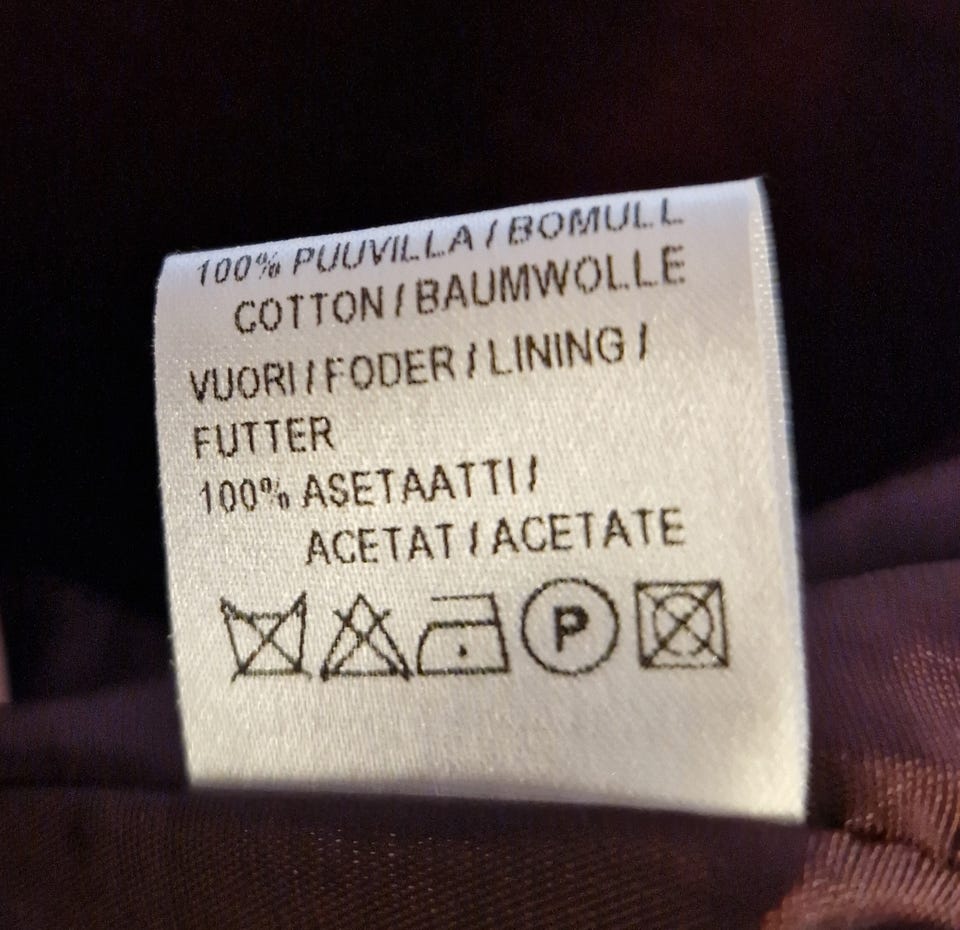 100% PUUVILLA / BOMULL
COTTON / BAUMWOLLE
VUORI / FODER / LINING /
FUTTER
100% ASETAATTI /
ACETAT / ACETATE
P